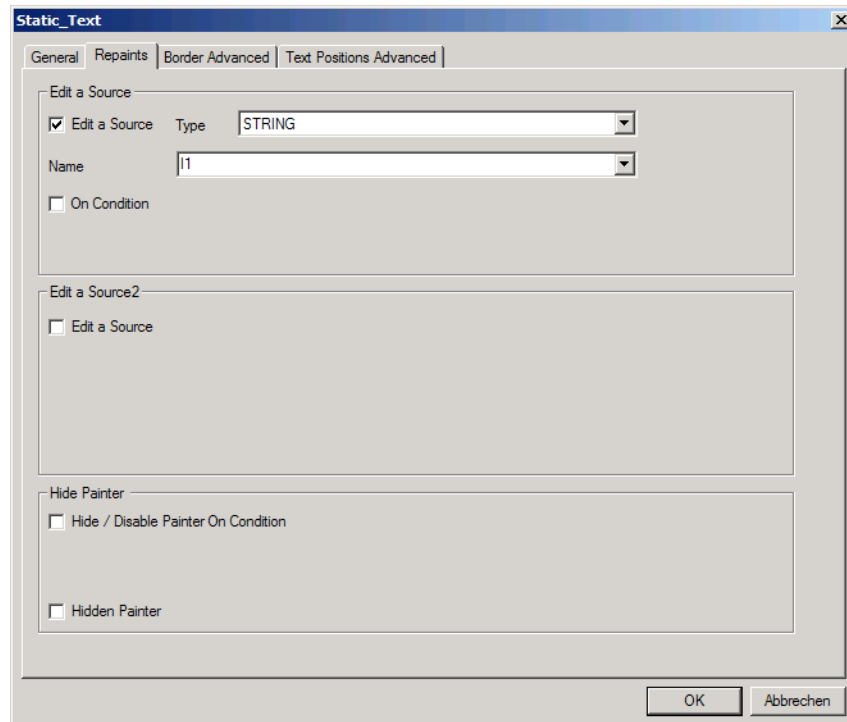 Static_Text
General Repaints Border Advanced Text Positions Advanced
Edit a Source
Edit a Source Type STRING
Name I1
On Condition
Edit a Source2
Edit a Source
Hide Painter
Hide / Disable Painter On Condition
Hidden Painter
OK Abbrechen